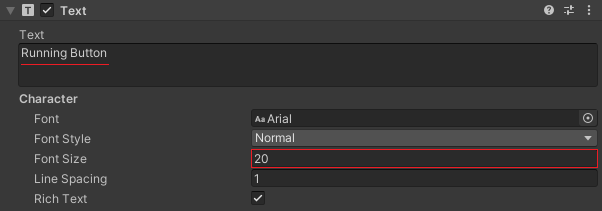 Text
Text
Running Button
Character
Font Aa Arial
Font Style Normal
Font Size 20
Line Spacing 1
Rich Text